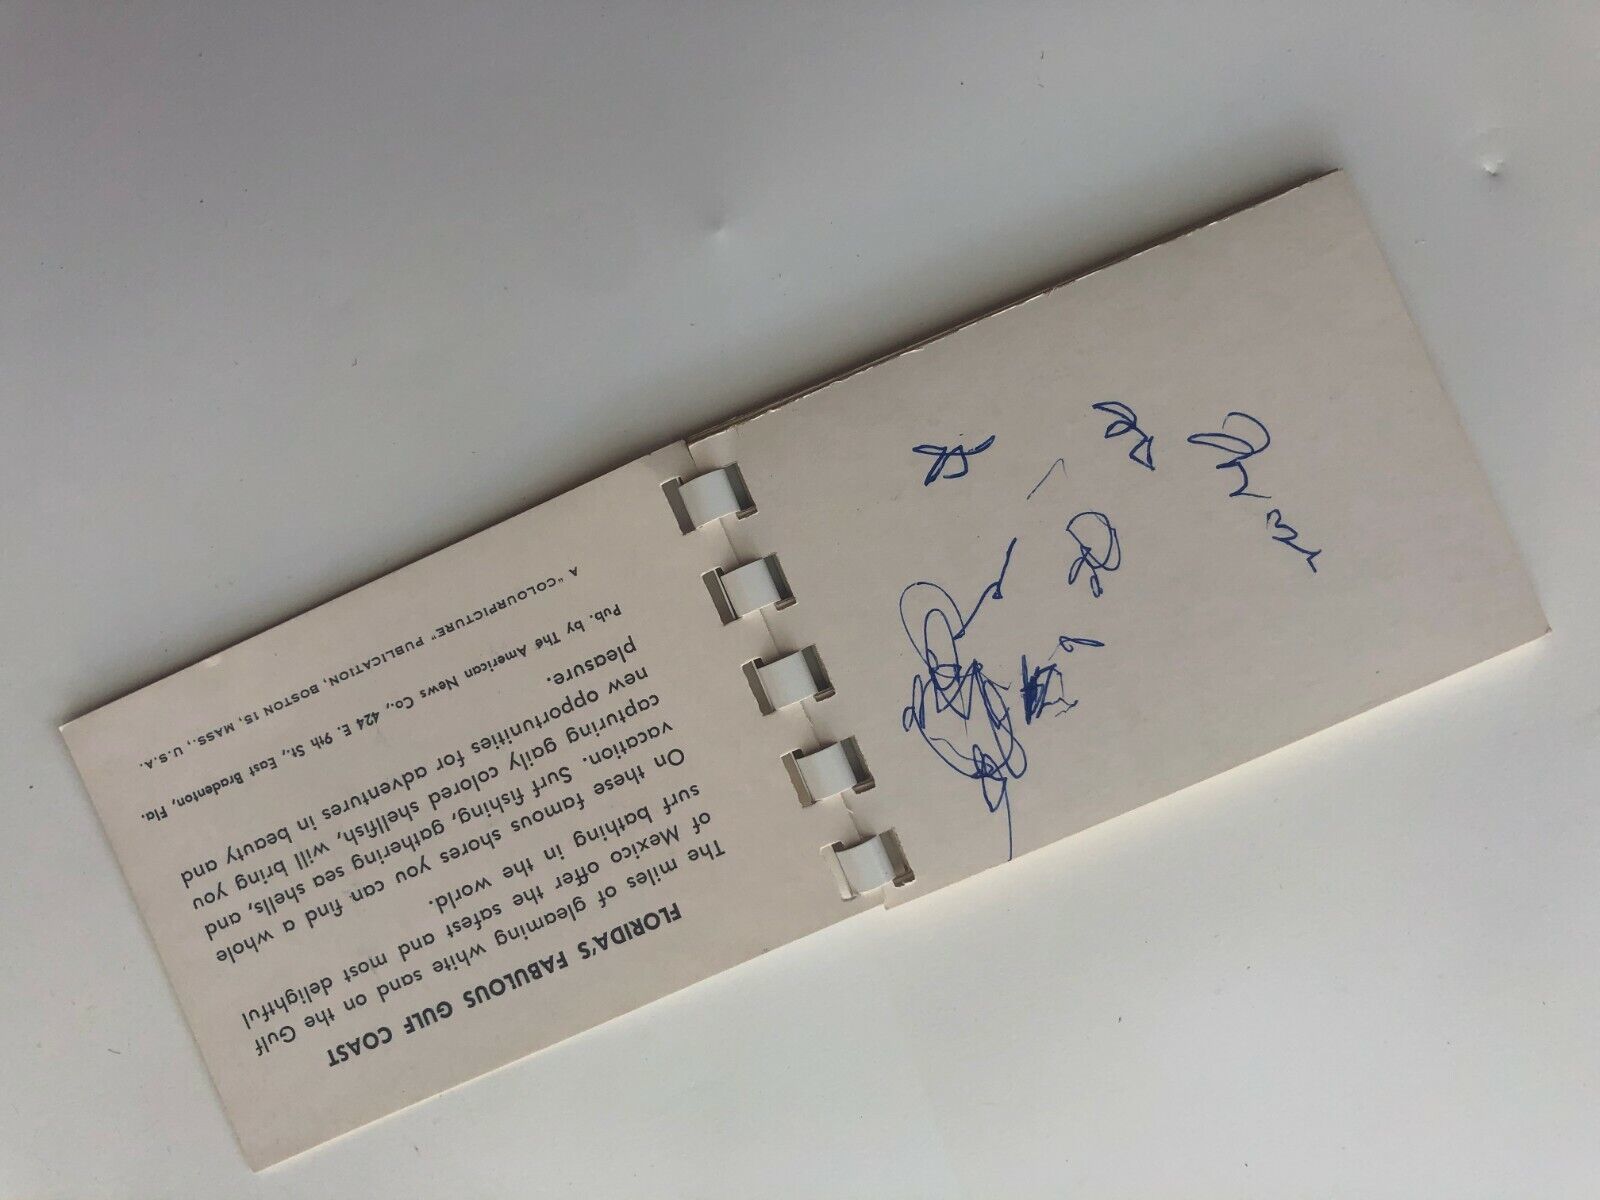 FLORIDA'S FABULOUS GULF COAST
The miles of gleaming white sand on the Gulf
of Mexico offer the safest and most delightful
surf bathing in the world.
On these famous shores you can find a whole
vacation. Surf fishing, gathering sea shells, and
capturing gaily colored shellfish, will bring you
new opportunities for adventures in beauty and
pleasure.
Pub. by The American News Co., 424 E. 9th St., East Bradenton, Fla.
A "COLOURPICTURE" PUBLICATION, BOSTON 15, MASS., U.S.A.